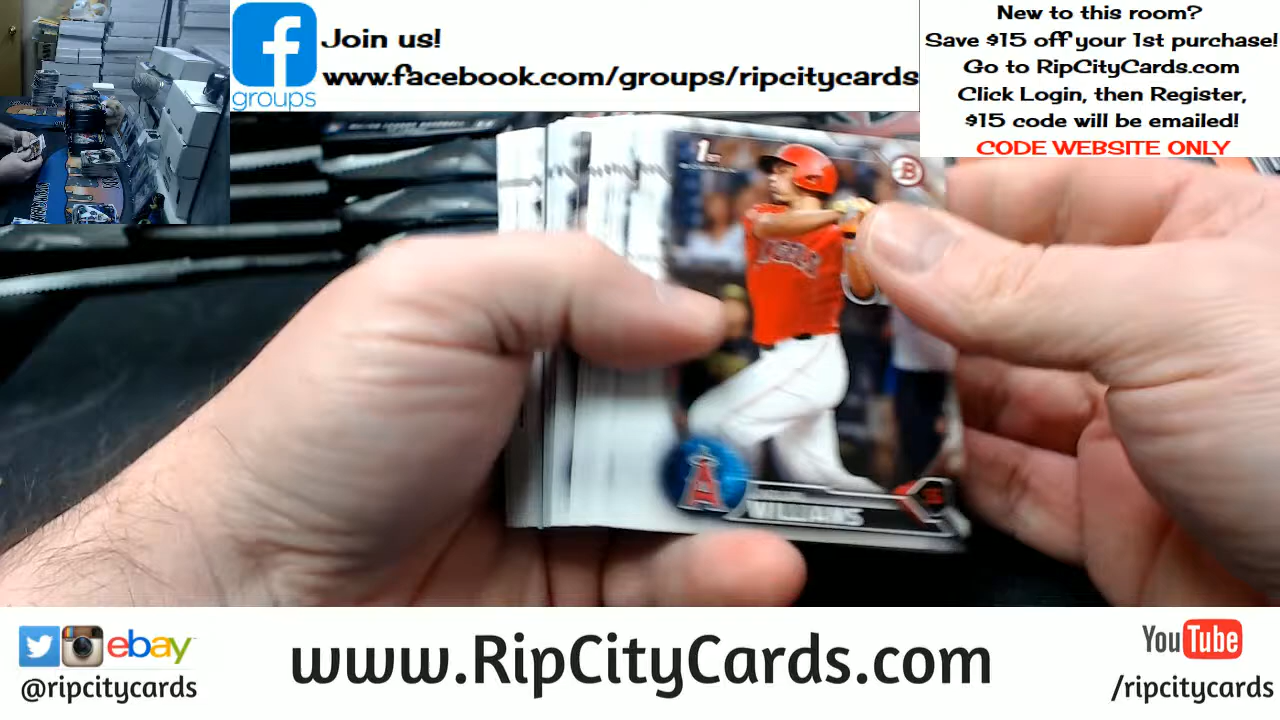 groups
Join us!
www.facebook.com/groups/ripcitycards
New to this room?
Save $15 off your 1st purchase!
Go to RipCityCards.com
Click Login, then Register,
$15 code will be emailed!
CODE WEBSITE ONLY
1st
B
A
WILLIAMS
ebay
@ripcitycards
www.RipCityCards.com
YouTube
/ripcitycards